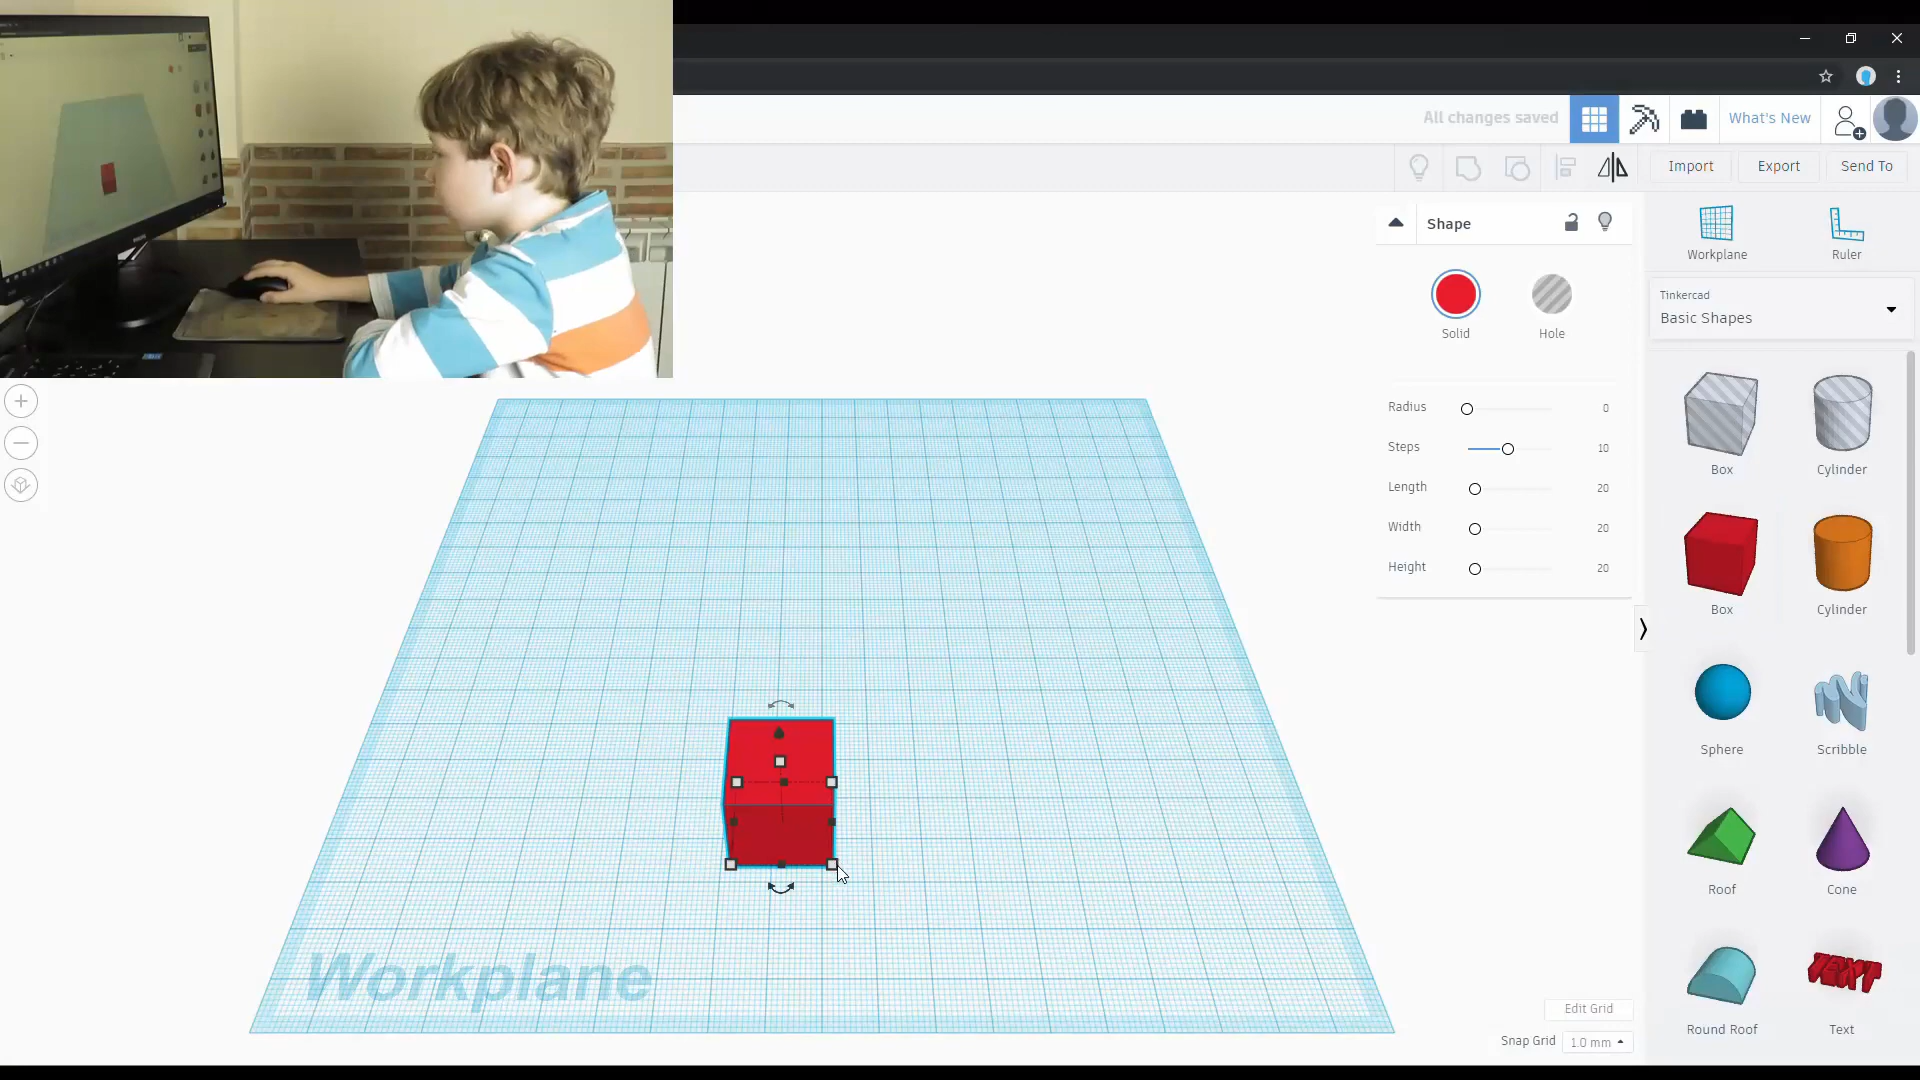 All changes saved
What's New
Import
Export
Send To
Shape
Workplane
Ruler
Tinkercad
Basic Shapes
Solid
Hole
Radius 0
Steps 10
Length 20
Width 20
Height 20
Box
Cylinder
Box
Cylinder
Sphere
Scribble
Roof
Cone
TEXT
Round Roof
Text
Workplane
Edit Grid
Snap Grid 1.0 mm